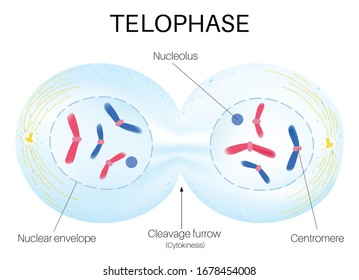 TELOPHASE
Nucleolus
Nuclear envelope
Cleavage furrow
(Cytokinesis)
Centromere
shutterstock.com · 1678454008